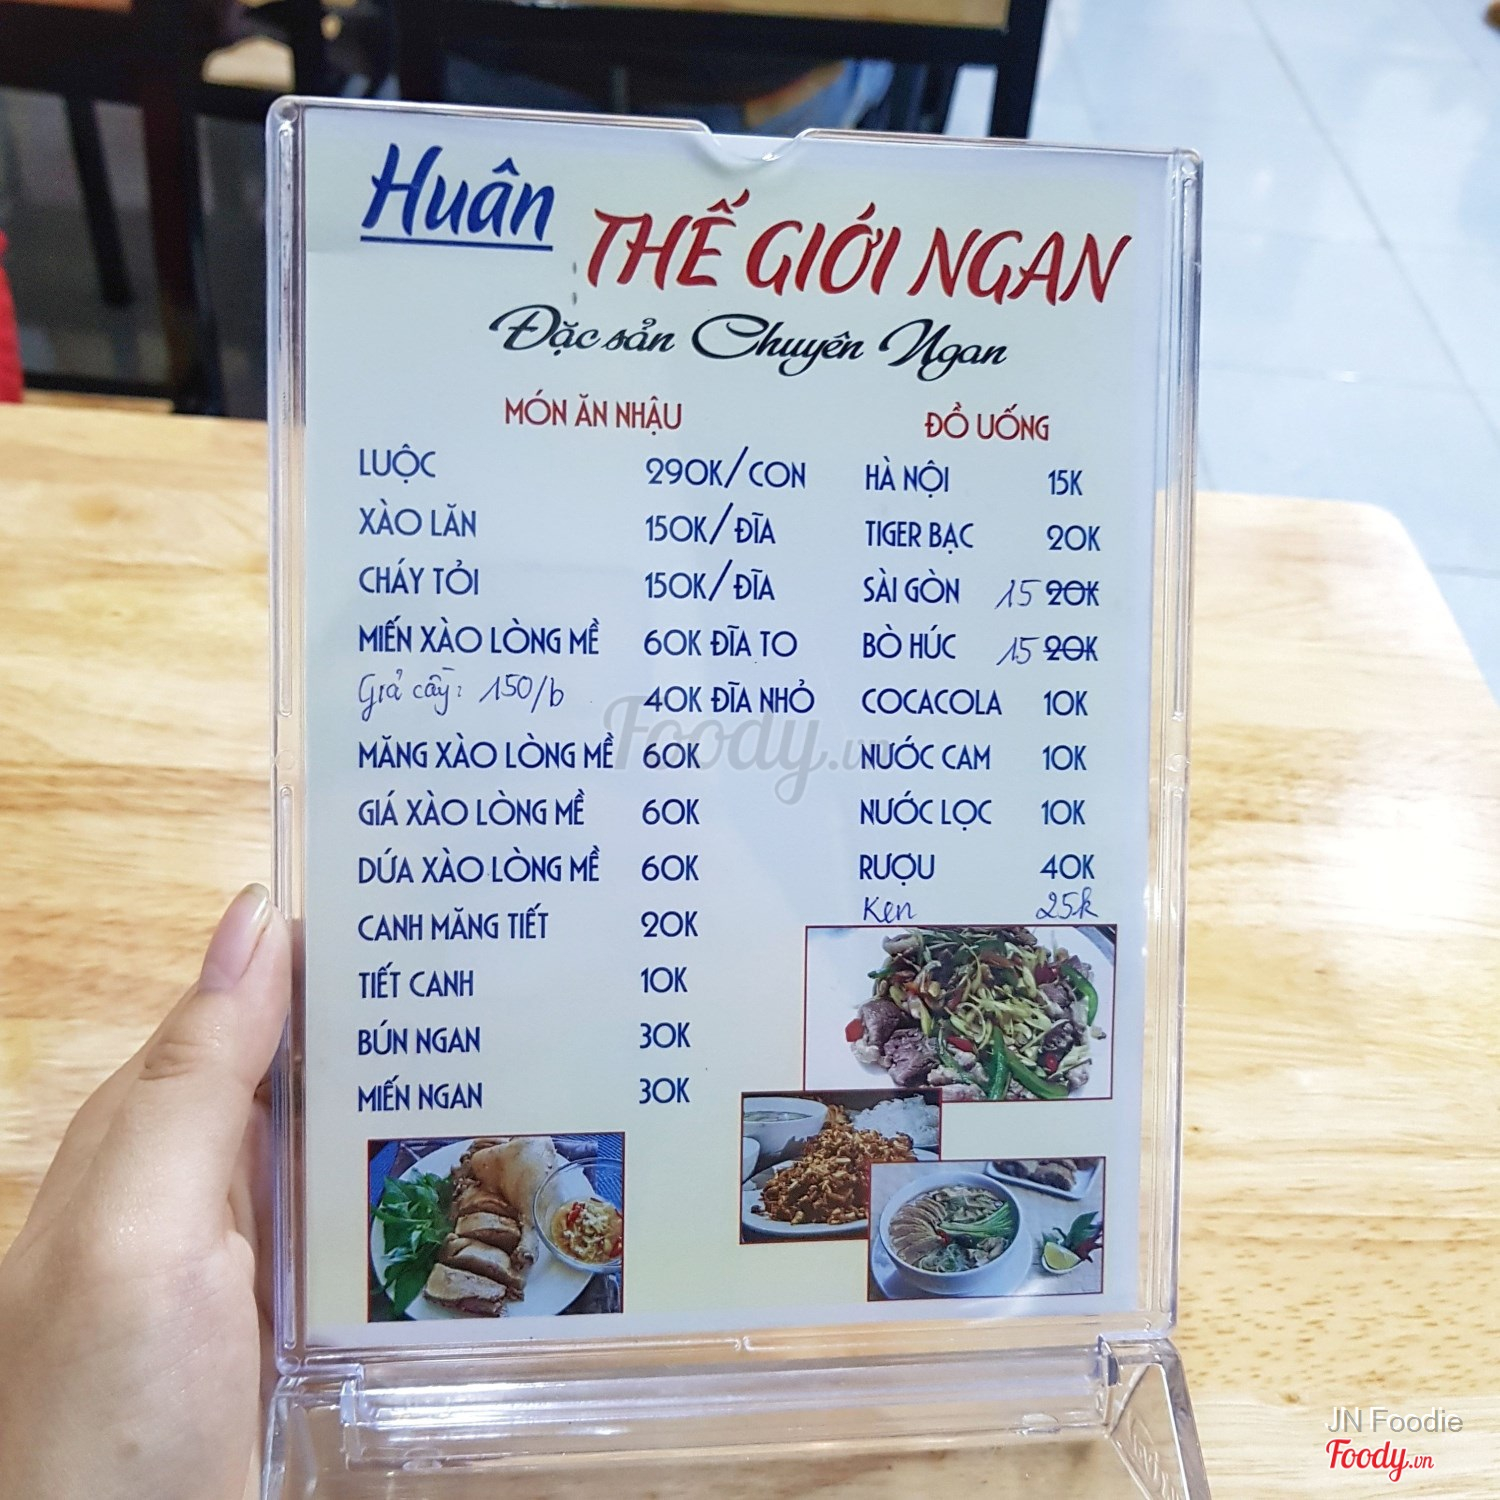 Huân
THẾ GIỚI NGAN
Đặc sản Chuyên Ngan
MÓN ĂN NHẬU
LUỘC 290K/CON
XÀO LĂN 150K/ĐĨA
CHÁY TỎI 150K/ĐĨA
MIẾN XÀO LÒNG MỀ 60K ĐĨA TO
Giả cầy: 150/b 40K ĐĨA NHỎ
MĂNG XÀO LÒNG MỀ 60K
GIÁ XÀO LÒNG MỀ 60K
DỨA XÀO LÒNG MỀ 60K
CANH MĂNG TIẾT 20K
TIẾT CANH 10K
BÚN NGAN 30K
MIẾN NGAN 30K
ĐỒ UỐNG
HÀ NỘI 15K
TIGER BẠC 20K
SÀI GÒN 15 20K
BÒ HÚC 15 20K
COCACOLA 10K
NƯỚC CAM 10K
NƯỚC LỌC 10K
RƯỢU 40K
Ken 25k
Foody.vn
JN Foodie
Foody.vn